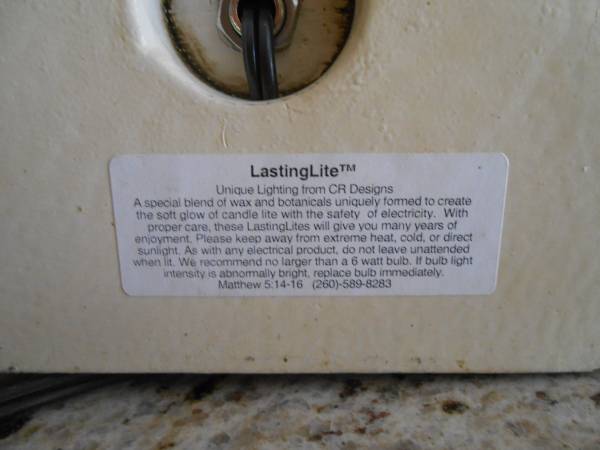 LastingLite™
Unique Lighting from CR Designs
A special blend of wax and botanicals uniquely formed to create
the soft glow of candle lite with the safety of electricity. With
proper care, these LastingLites will give you many years of
enjoyment. Please keep away from extreme heat, cold, or direct
sunlight. As with any electrical product, do not leave unattended
when lit. We recommend no larger than a 6 watt bulb. If bulb light
intensity is abnormally bright, replace bulb immediately.
Matthew 5:14-16 (260)-589-8283